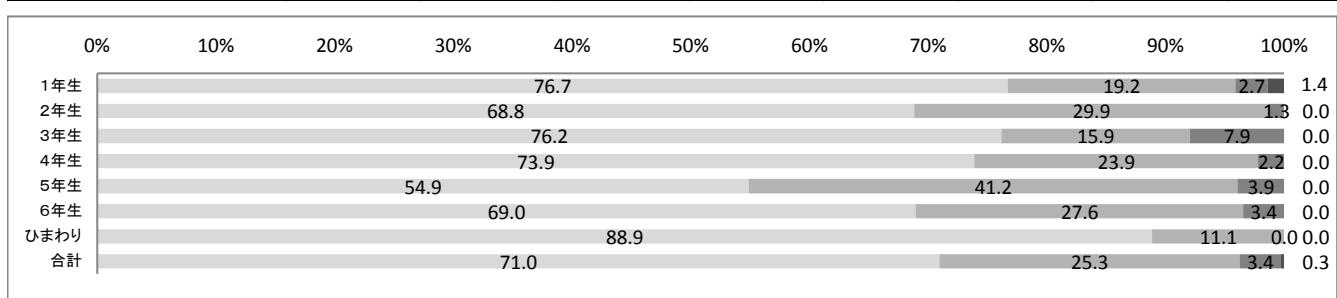 0% 10% 20% 30% 40% 50% 60% 70% 80% 90% 100%
1年生 76.7 19.2 2.7 1.4
2年生 68.8 29.9 1.3 0.0
3年生 76.2 15.9 7.9 0.0
4年生 73.9 23.9 2.2 0.0
5年生 54.9 41.2 3.9 0.0
6年生 69.0 27.6 3.4 0.0
ひまわり 88.9 11.1 0.0 0.0
合計 71.0 25.3 3.4 0.3